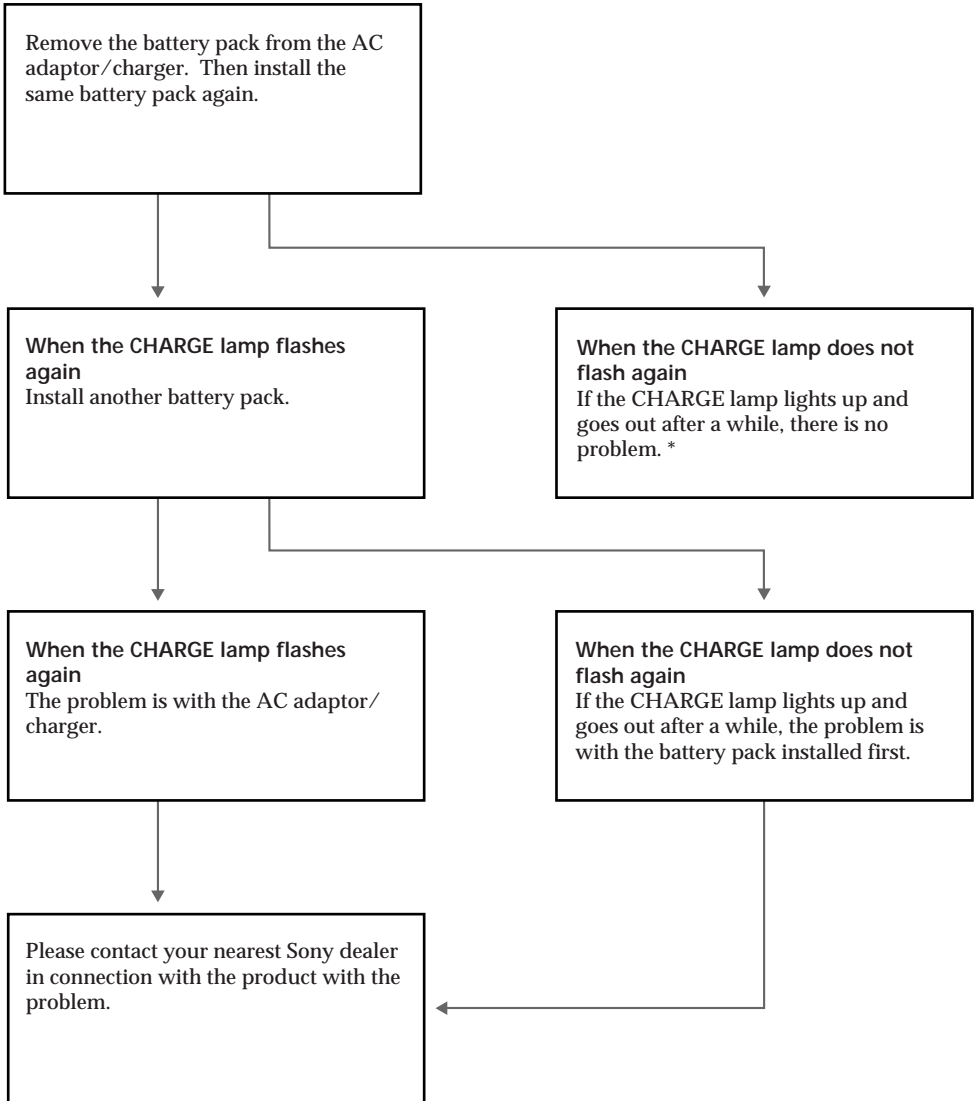 Remove the battery pack from the AC
adaptor/charger.  Then install the
same battery pack again.
When the CHARGE lamp flashes
again
Install another battery pack.
When the CHARGE lamp does not
flash again
If the CHARGE lamp lights up and
goes out after a while, there is no
problem. *
When the CHARGE lamp flashes
again
The problem is with the AC adaptor/
charger.
When the CHARGE lamp does not
flash again
If the CHARGE lamp lights up and
goes out after a while, the problem is
with the battery pack installed first.
Please contact your nearest Sony dealer
in connection with the product with the
problem.